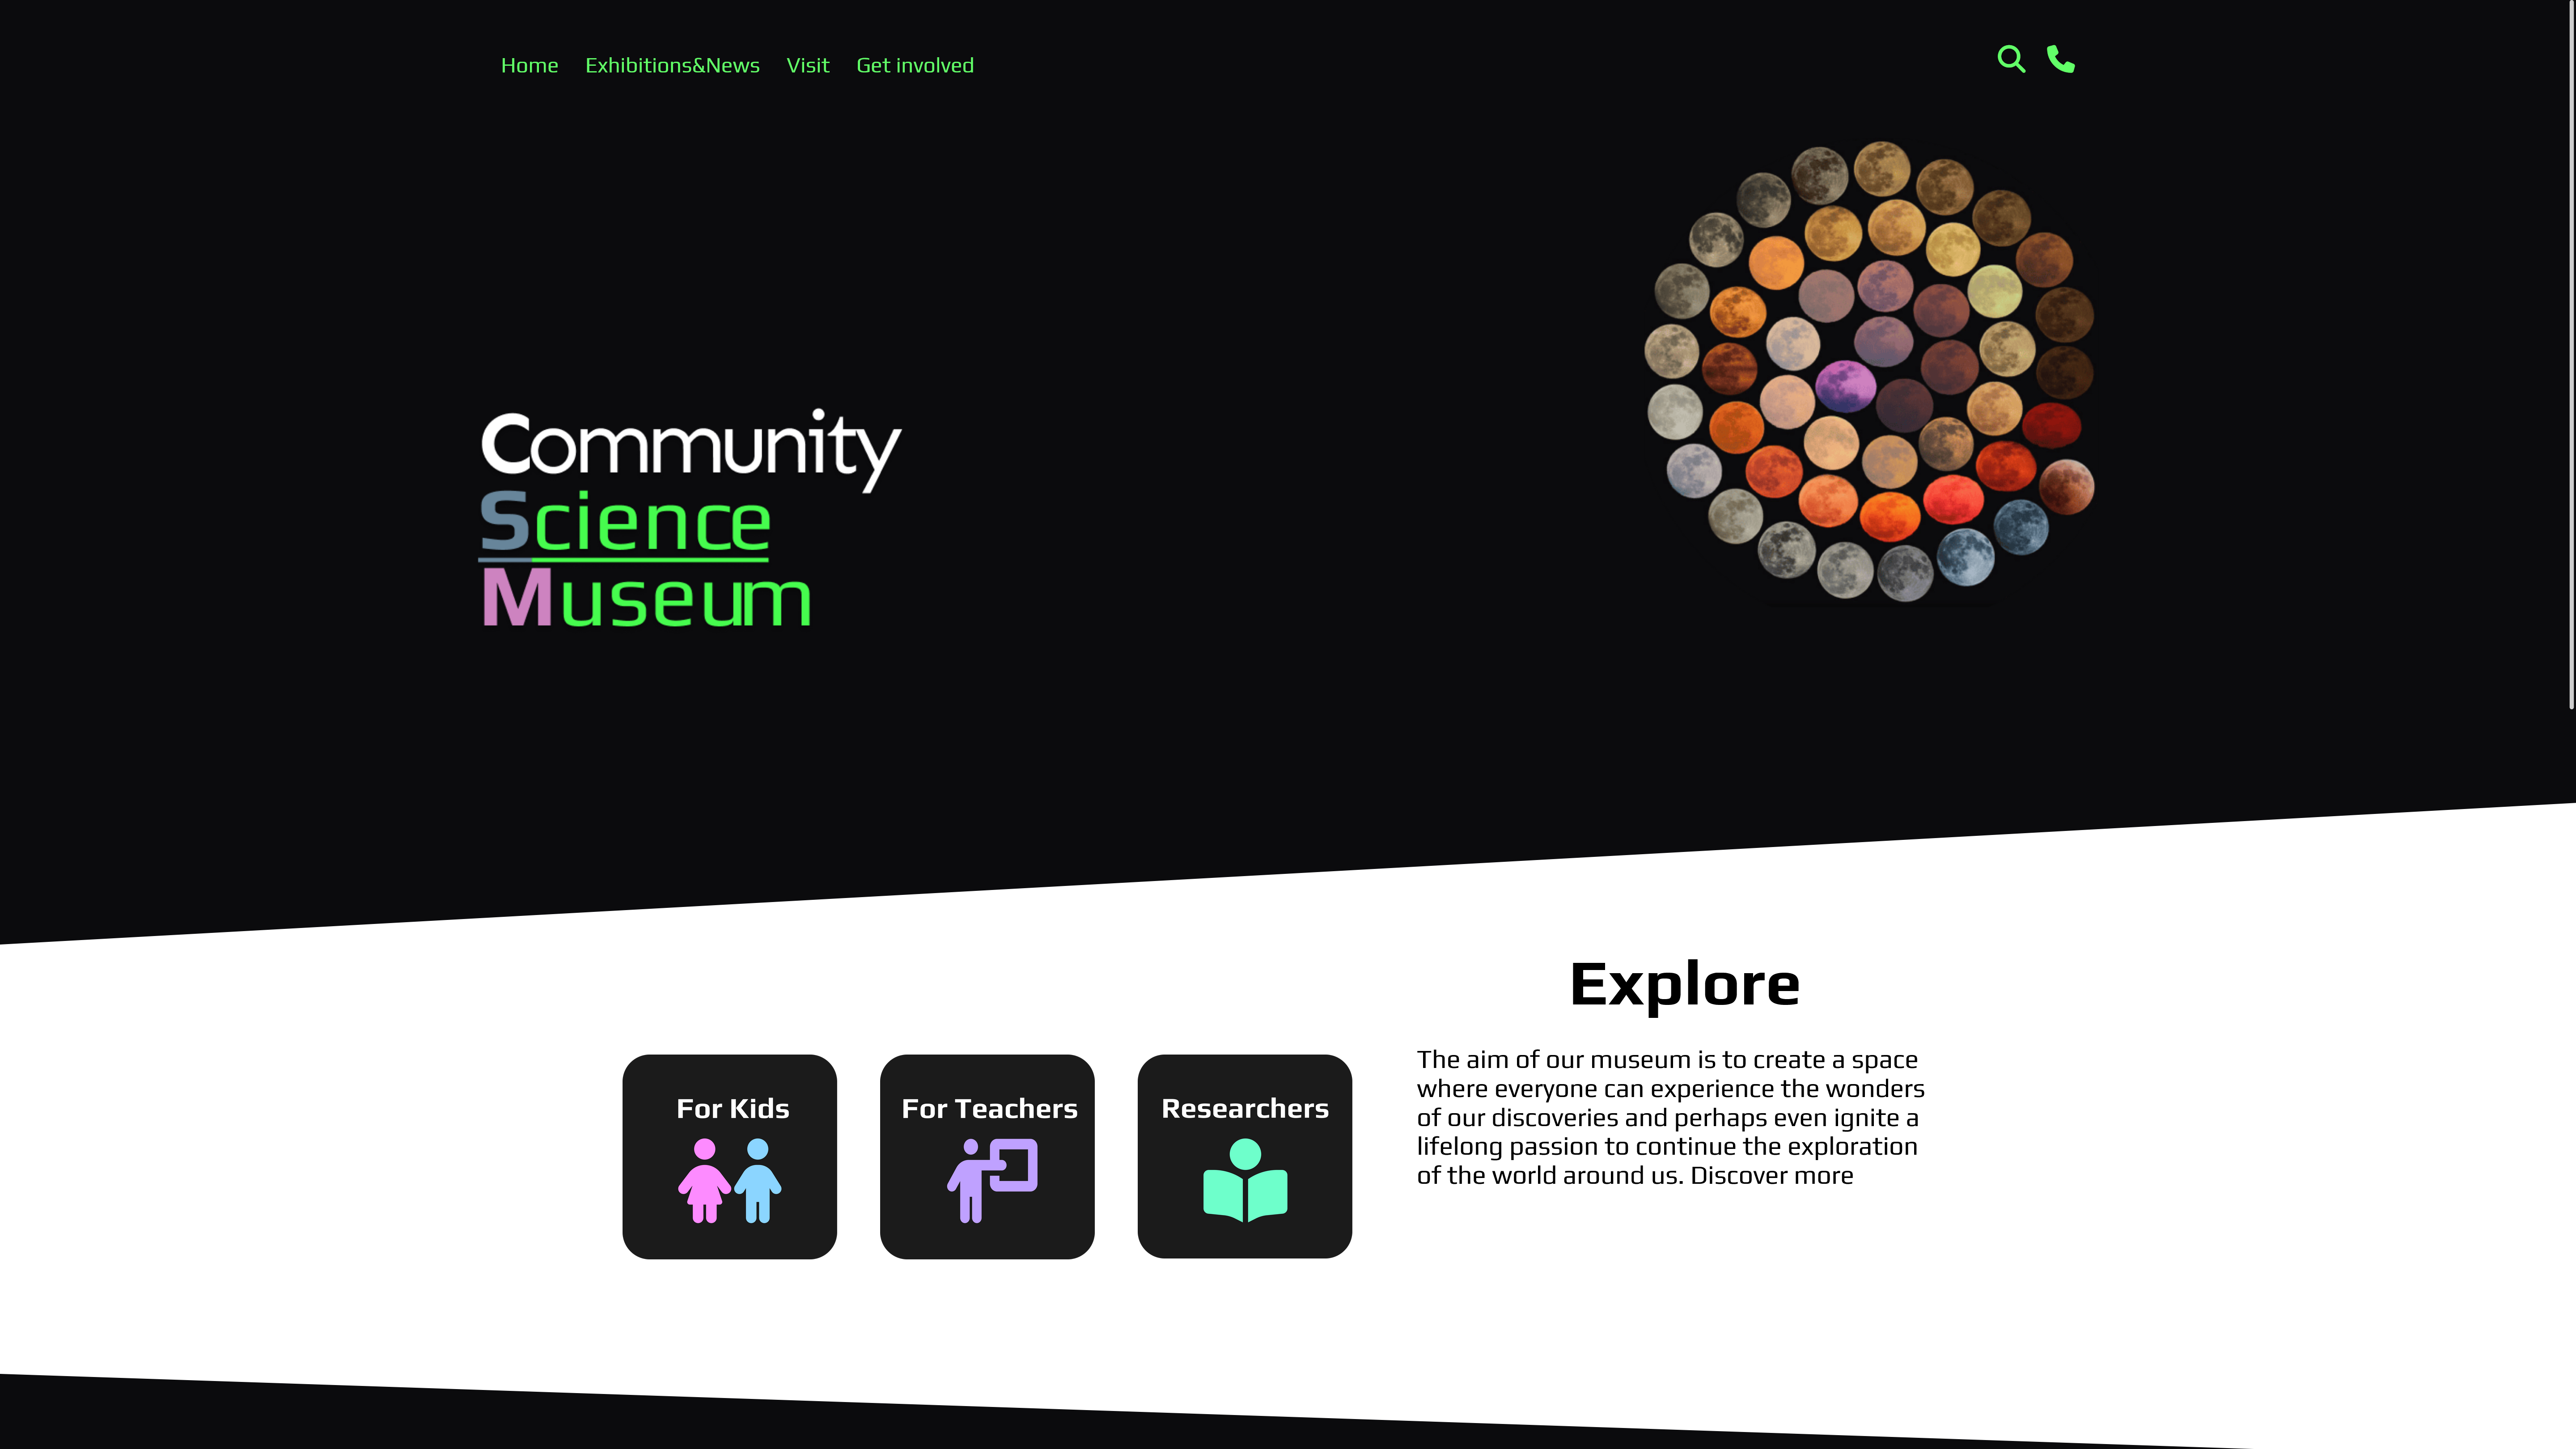 Home Exhibitions&News Visit Get involved
Community
Science
Museum
Explore
For Kids
For Teachers
Researchers
The aim of our museum is to create a space
where everyone can experience the wonders
of our discoveries and perhaps even ignite a
lifelong passion to continue the exploration
of the world around us. Discover more